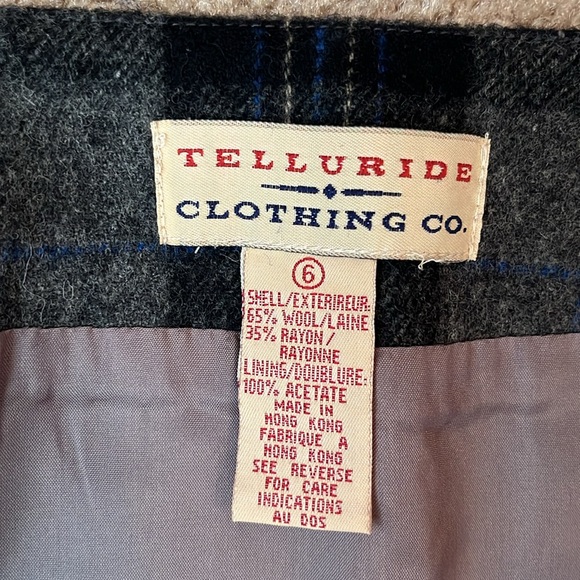 TELLURIDE
CLOTHING CO.
6
SHELL/EXTERIREUR:
65% WOOL/LAINE
35% RAYON/
RAYONNE
LINING/DOUBLURE:
100% ACETATE
MADE IN
HONG KONG
FABRIQUE A
HONG KONG
SEE REVERSE
FOR CARE
INDICATIONS
AU DOS